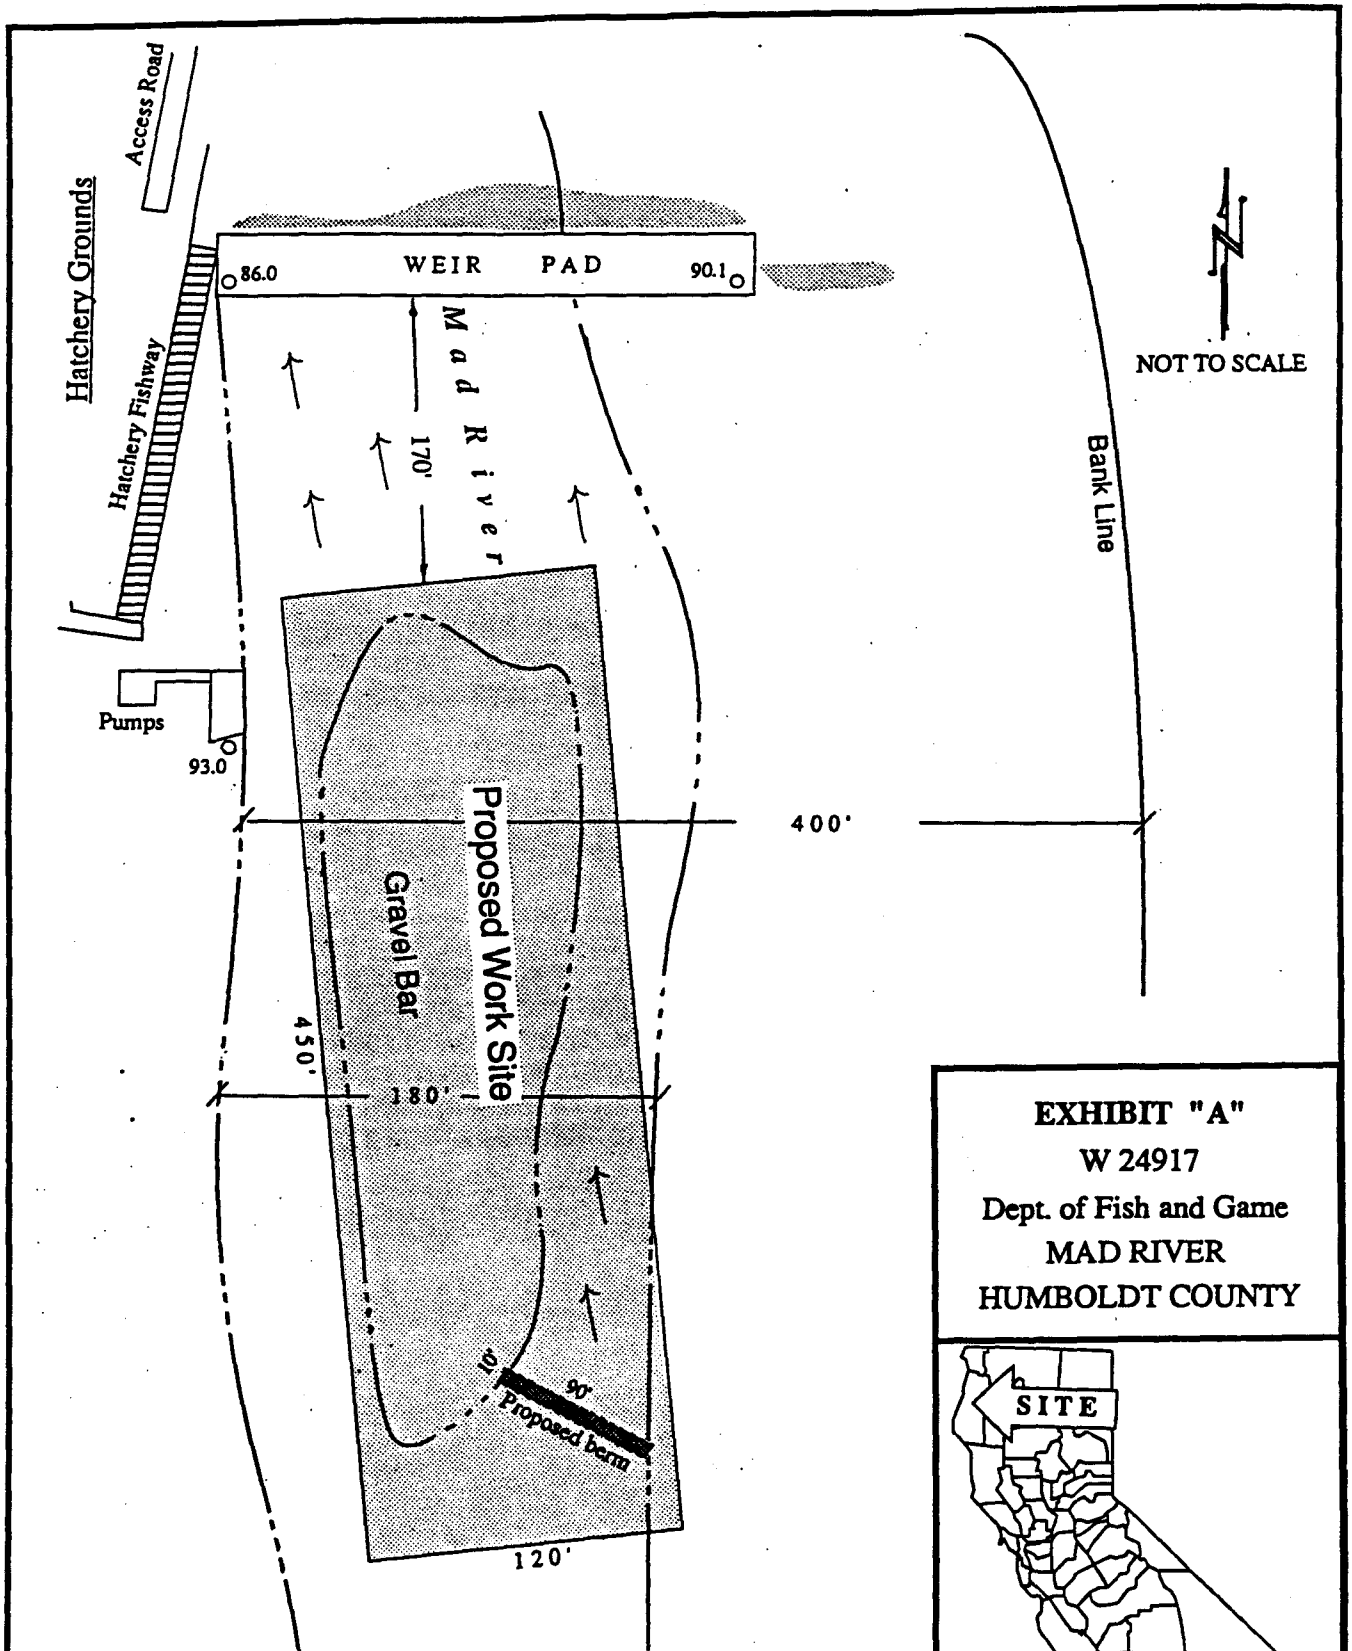 Access Road
Hatchery Grounds
Hatchery Fishway
86.0
WEIR PAD
90.1
Mad River
170'
NOT TO SCALE
Bank Line
Pumps
93.0
400'
Proposed Work Site
Gravel Bar
450'
180'
10'
90'
Proposed berm
120'
EXHIBIT "A"
W 24917
Dept. of Fish and Game
MAD RIVER
HUMBOLDT COUNTY
SITE